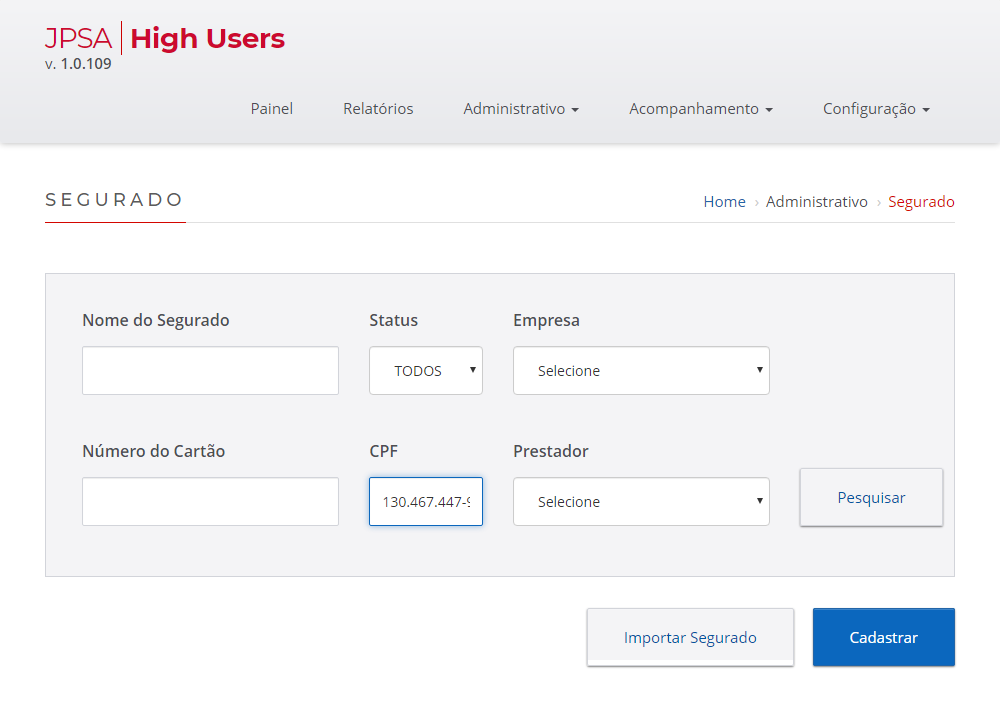 JPSA | High Users
v. 1.0.109
Painel Relatórios Administrativo Acompanhamento Configuração
SEGURADO
Home › Administrativo › Segurado
Nome do Segurado Status Empresa
TODOS Selecione
Número do Cartão CPF Prestador
130.467.447-9 Selecione Pesquisar
Importar Segurado Cadastrar